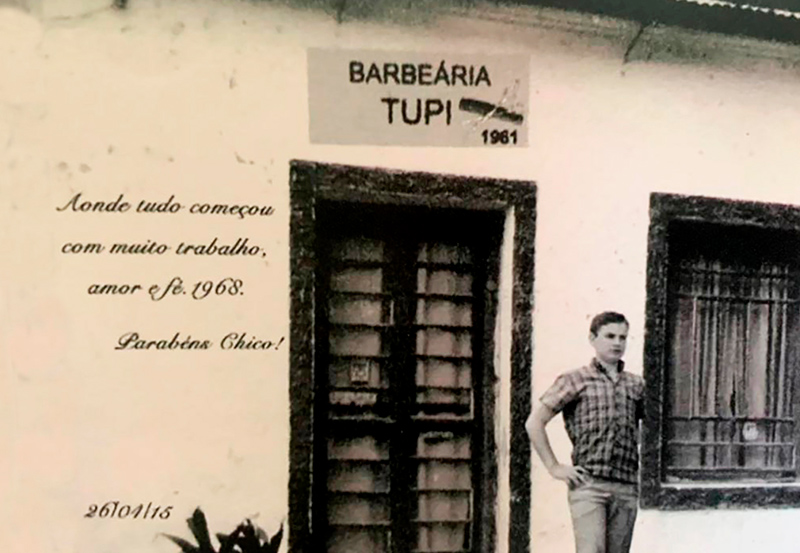 BARBEÁRIA
TUPI
1961
Aonde tudo começou
com muito trabalho,
amor e fé. 1968.
Parabéns Chico!
26/04/15